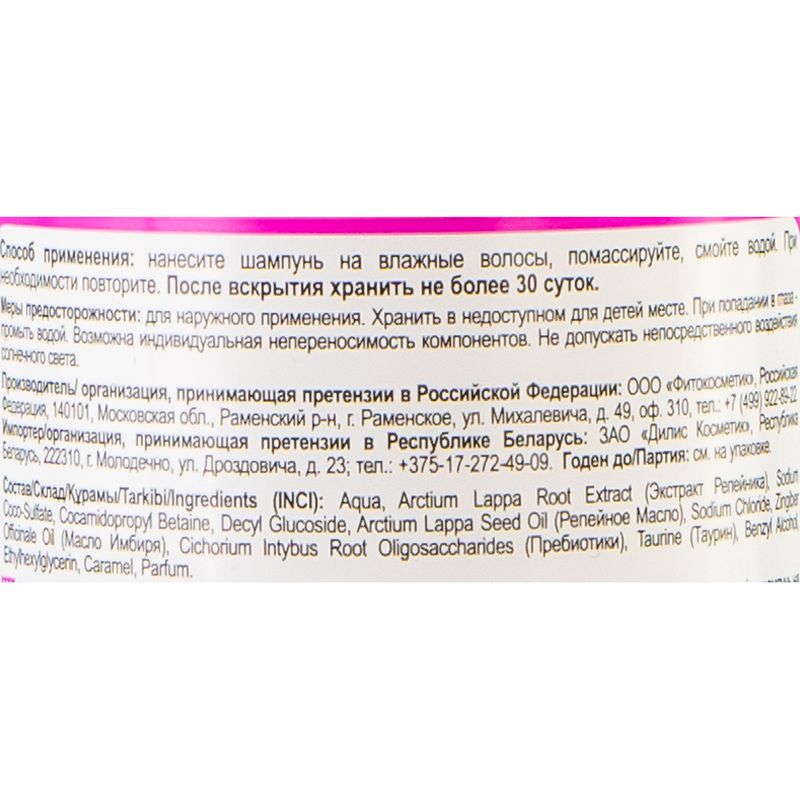 Способ применения: нанесите шампунь на влажные волосы, помассируйте, смойте водой. При
необходимости повторите. После вскрытия хранить не более 30 суток.
Меры предосторожности: для наружного применения. Хранить в недоступном для детей месте. При попадании в глаза -
промыть водой. Возможна индивидуальная непереносимость компонентов. Не допускать непосредственного воздействия
солнечного света.
Производитель/ организация, принимающая претензии в Российской Федерации: ООО «Фитокосметик», Российская
Федерация, 140101, Московская обл., Раменский р-н, г. Раменское, ул. Михалевича, д. 49, оф. 310, тел.: +7 (499) 922-89-22
Импортер/организация, принимающая претензии в Республике Беларусь: ЗАО «Дилис Косметик», Республика
Беларусь, 222310, г. Молодечно, ул. Дроздовича, д. 23; тел.: +375-17-272-49-09. Годен до/Партия: см. на упаковке.
Состав/Склад/Құрамы/Tarkibi/Ingredients (INCI): Aqua, Arctium Lappa Root Extract (Экстракт Репейника), Sodium
Coco-Sulfate, Cocamidopropyl Betaine, Decyl Glucoside, Arctium Lappa Seed Oil (Репейное Масло), Sodium Chloride, Zingiber
Officinale Oil (Масло Имбиря), Cichorium Intybus Root Oligosaccharides (Пребиотики), Taurine (Таурин), Benzyl Alcohol,
Ethylhexylglycerin, Caramel, Parfum.